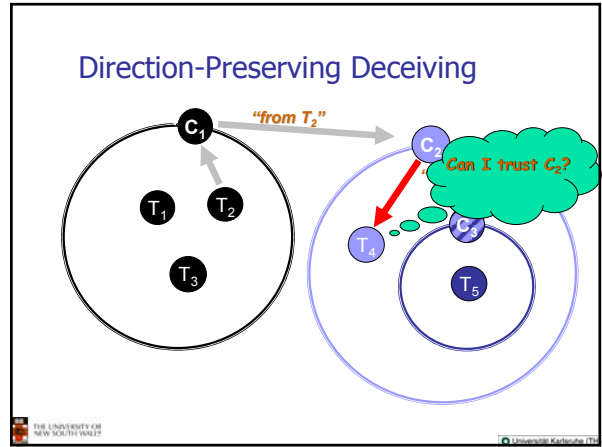 Direction-Preserving Deceiving
C1
"from T2"
C2
Can I trust C2?
T1
T2
C3
T4
T3
T5
THE UNIVERSITY OF
NEW SOUTH WALES
Universität Karlsruhe (TH